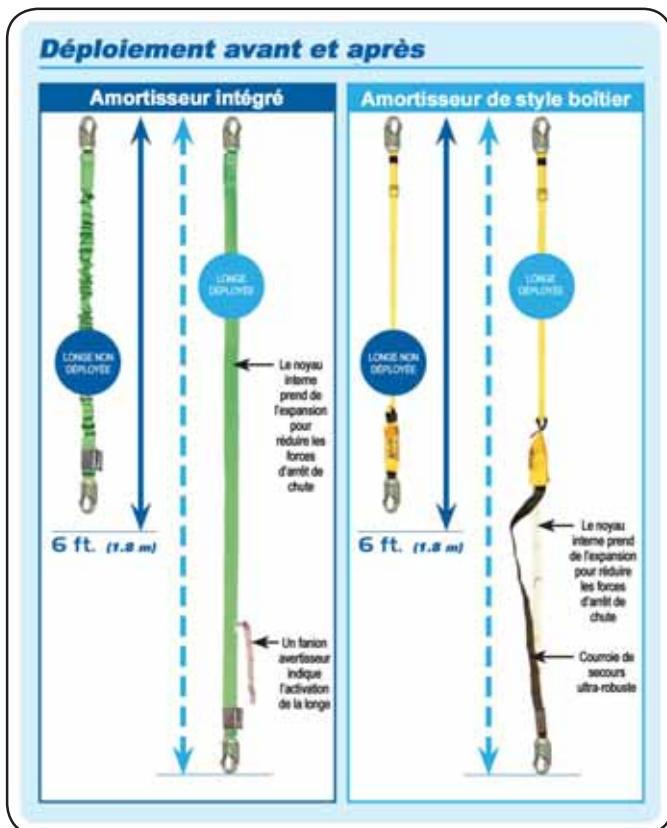 Déploiement avant et après
Amortisseur intégré
LONGE
DÉPLOYÉE
LONGE NON
DÉPLOYÉE
Le noyau
interne
prend de
l'expansion
pour
réduire les
forces
d'arrêt de
chute
6 ft. (1.8 m)
Un fanion
avertisseur
indique
l'activation
de la longe
Amortisseur de style boîtier
LONGE
DÉPLOYÉE
LONGE NON
DÉPLOYÉE
6 ft. (1.8 m)
Le noyau
interne prend
de l'expansion
pour réduire
les forces
d'arrêt de
chute
Courroie de
secours
ultra-robuste